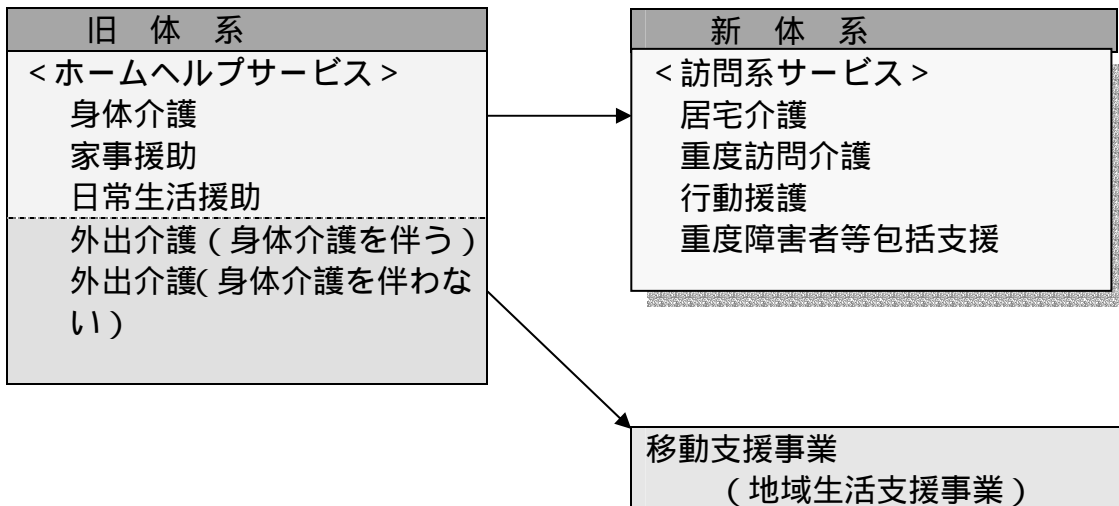 旧 体 系
<ホームヘルプサービス>
身体介護
家事援助
日常生活援助
外出介護(身体介護を伴う)
外出介護(身体介護を伴わな
い)
新 体 系
<訪問系サービス>
居宅介護
重度訪問介護
行動援護
重度障害者等包括支援
移動支援事業
(地域生活支援事業)